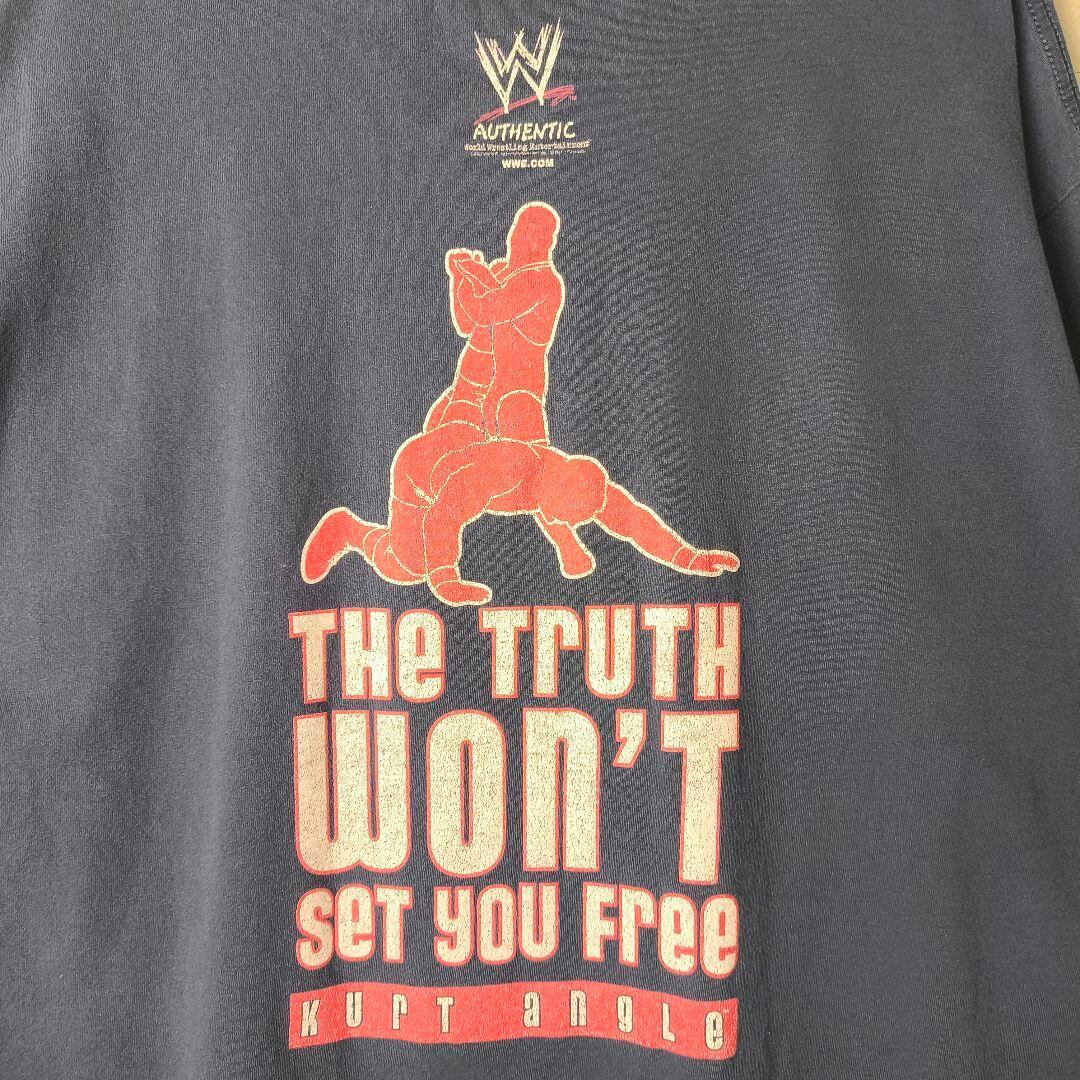 W
AUTHENTIC
World Wrestling Entertainment
WWE.COM
THE TRUTH
WON'T
SET YOU FREE
KURT ANGLE